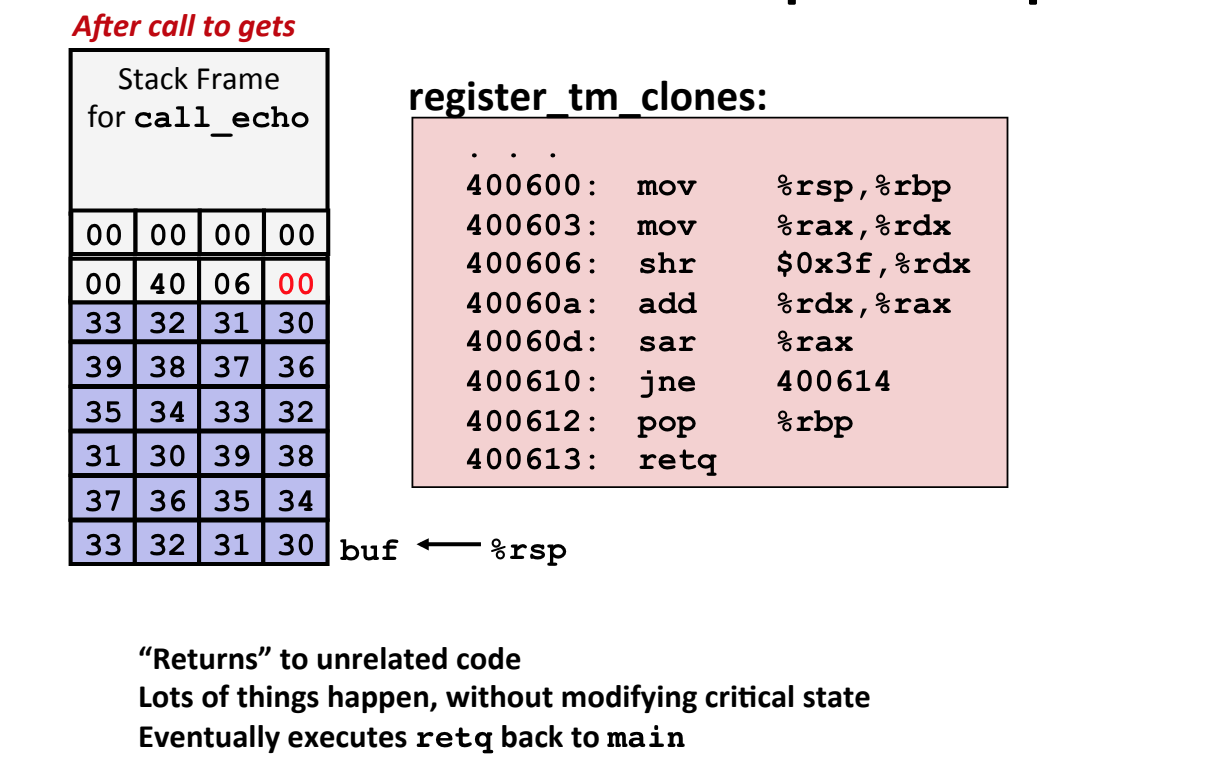 After call to gets
Stack Frame
for call_echo
00 00 00 00
00 40 06 00
33 32 31 30
39 38 37 36
35 34 33 32
31 30 39 38
37 36 35 34
33 32 31 30
buf %rsp
register_tm_clones:
. . .
400600: mov %rsp,%rbp
400603: mov %rax,%rdx
400606: shr $0x3f,%rdx
40060a: add %rdx,%rax
40060d: sar %rax
400610: jne 400614
400612: pop %rbp
400613: retq
“Returns” to unrelated code
Lots of things happen, without modifying critical state
Eventually executes retq back to main